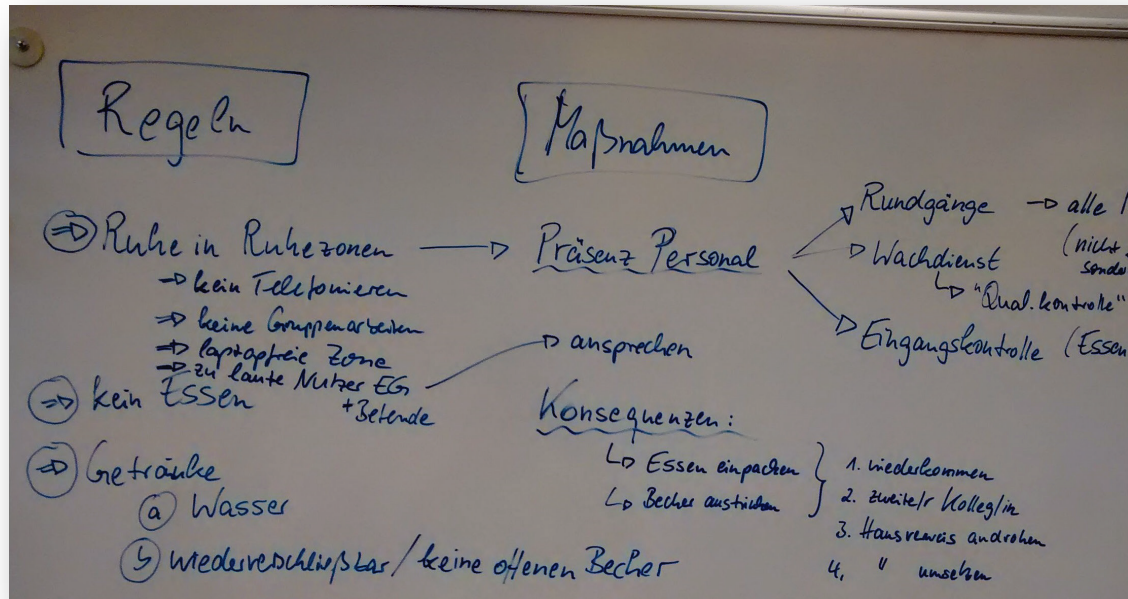 Regeln
Maßnahmen
⇒ Ruhe in Ruhezonen → Präsenz Personal
→ kein Telefonieren
⇒ keine Gruppenarbeiten
⇒ laptopfreie Zone
→ zu laute Nutzer EG → ansprechen
+ Betende
Rundgänge → alle
(nicht
Wachdienst
↳ "Qual.kontrolle"
Eingangskontrolle (Essen
⇒ kein Essen
Konsequenzen:
↳ Essen einpacken
↳ Becher austrinken
1. wiederkommen
2. zweite/r Kolleg/in
3. Hausverweis androhen
4. " umsetzen
⇒ Getränke
a Wasser
b wiederverschließbar / keine offenen Becher